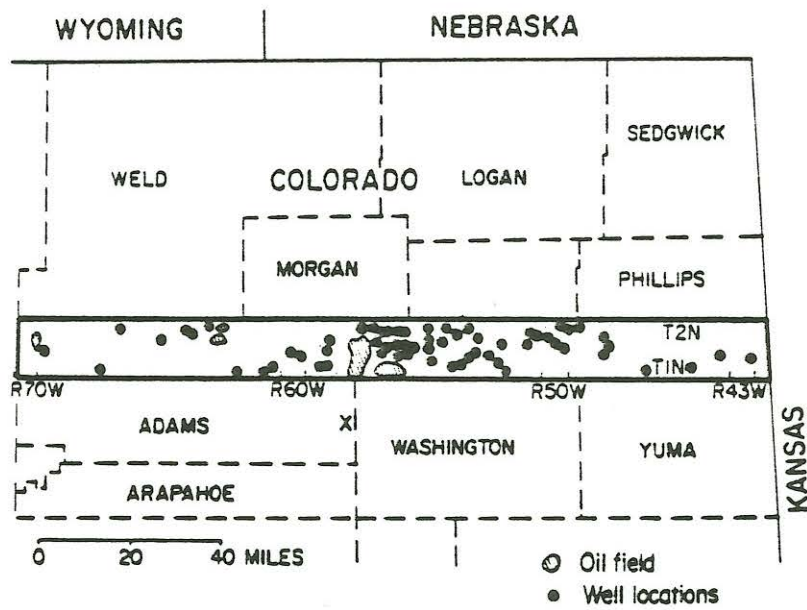 WYOMING NEBRASKA
SEDGWICK
WELD COLORADO LOGAN
MORGAN PHILLIPS
T2N
T1N
R70W R60W R50W R43W
ADAMS X WASHINGTON YUMA KANSAS
ARAPAHOE
0 20 40 MILES
Oil field
Well locations